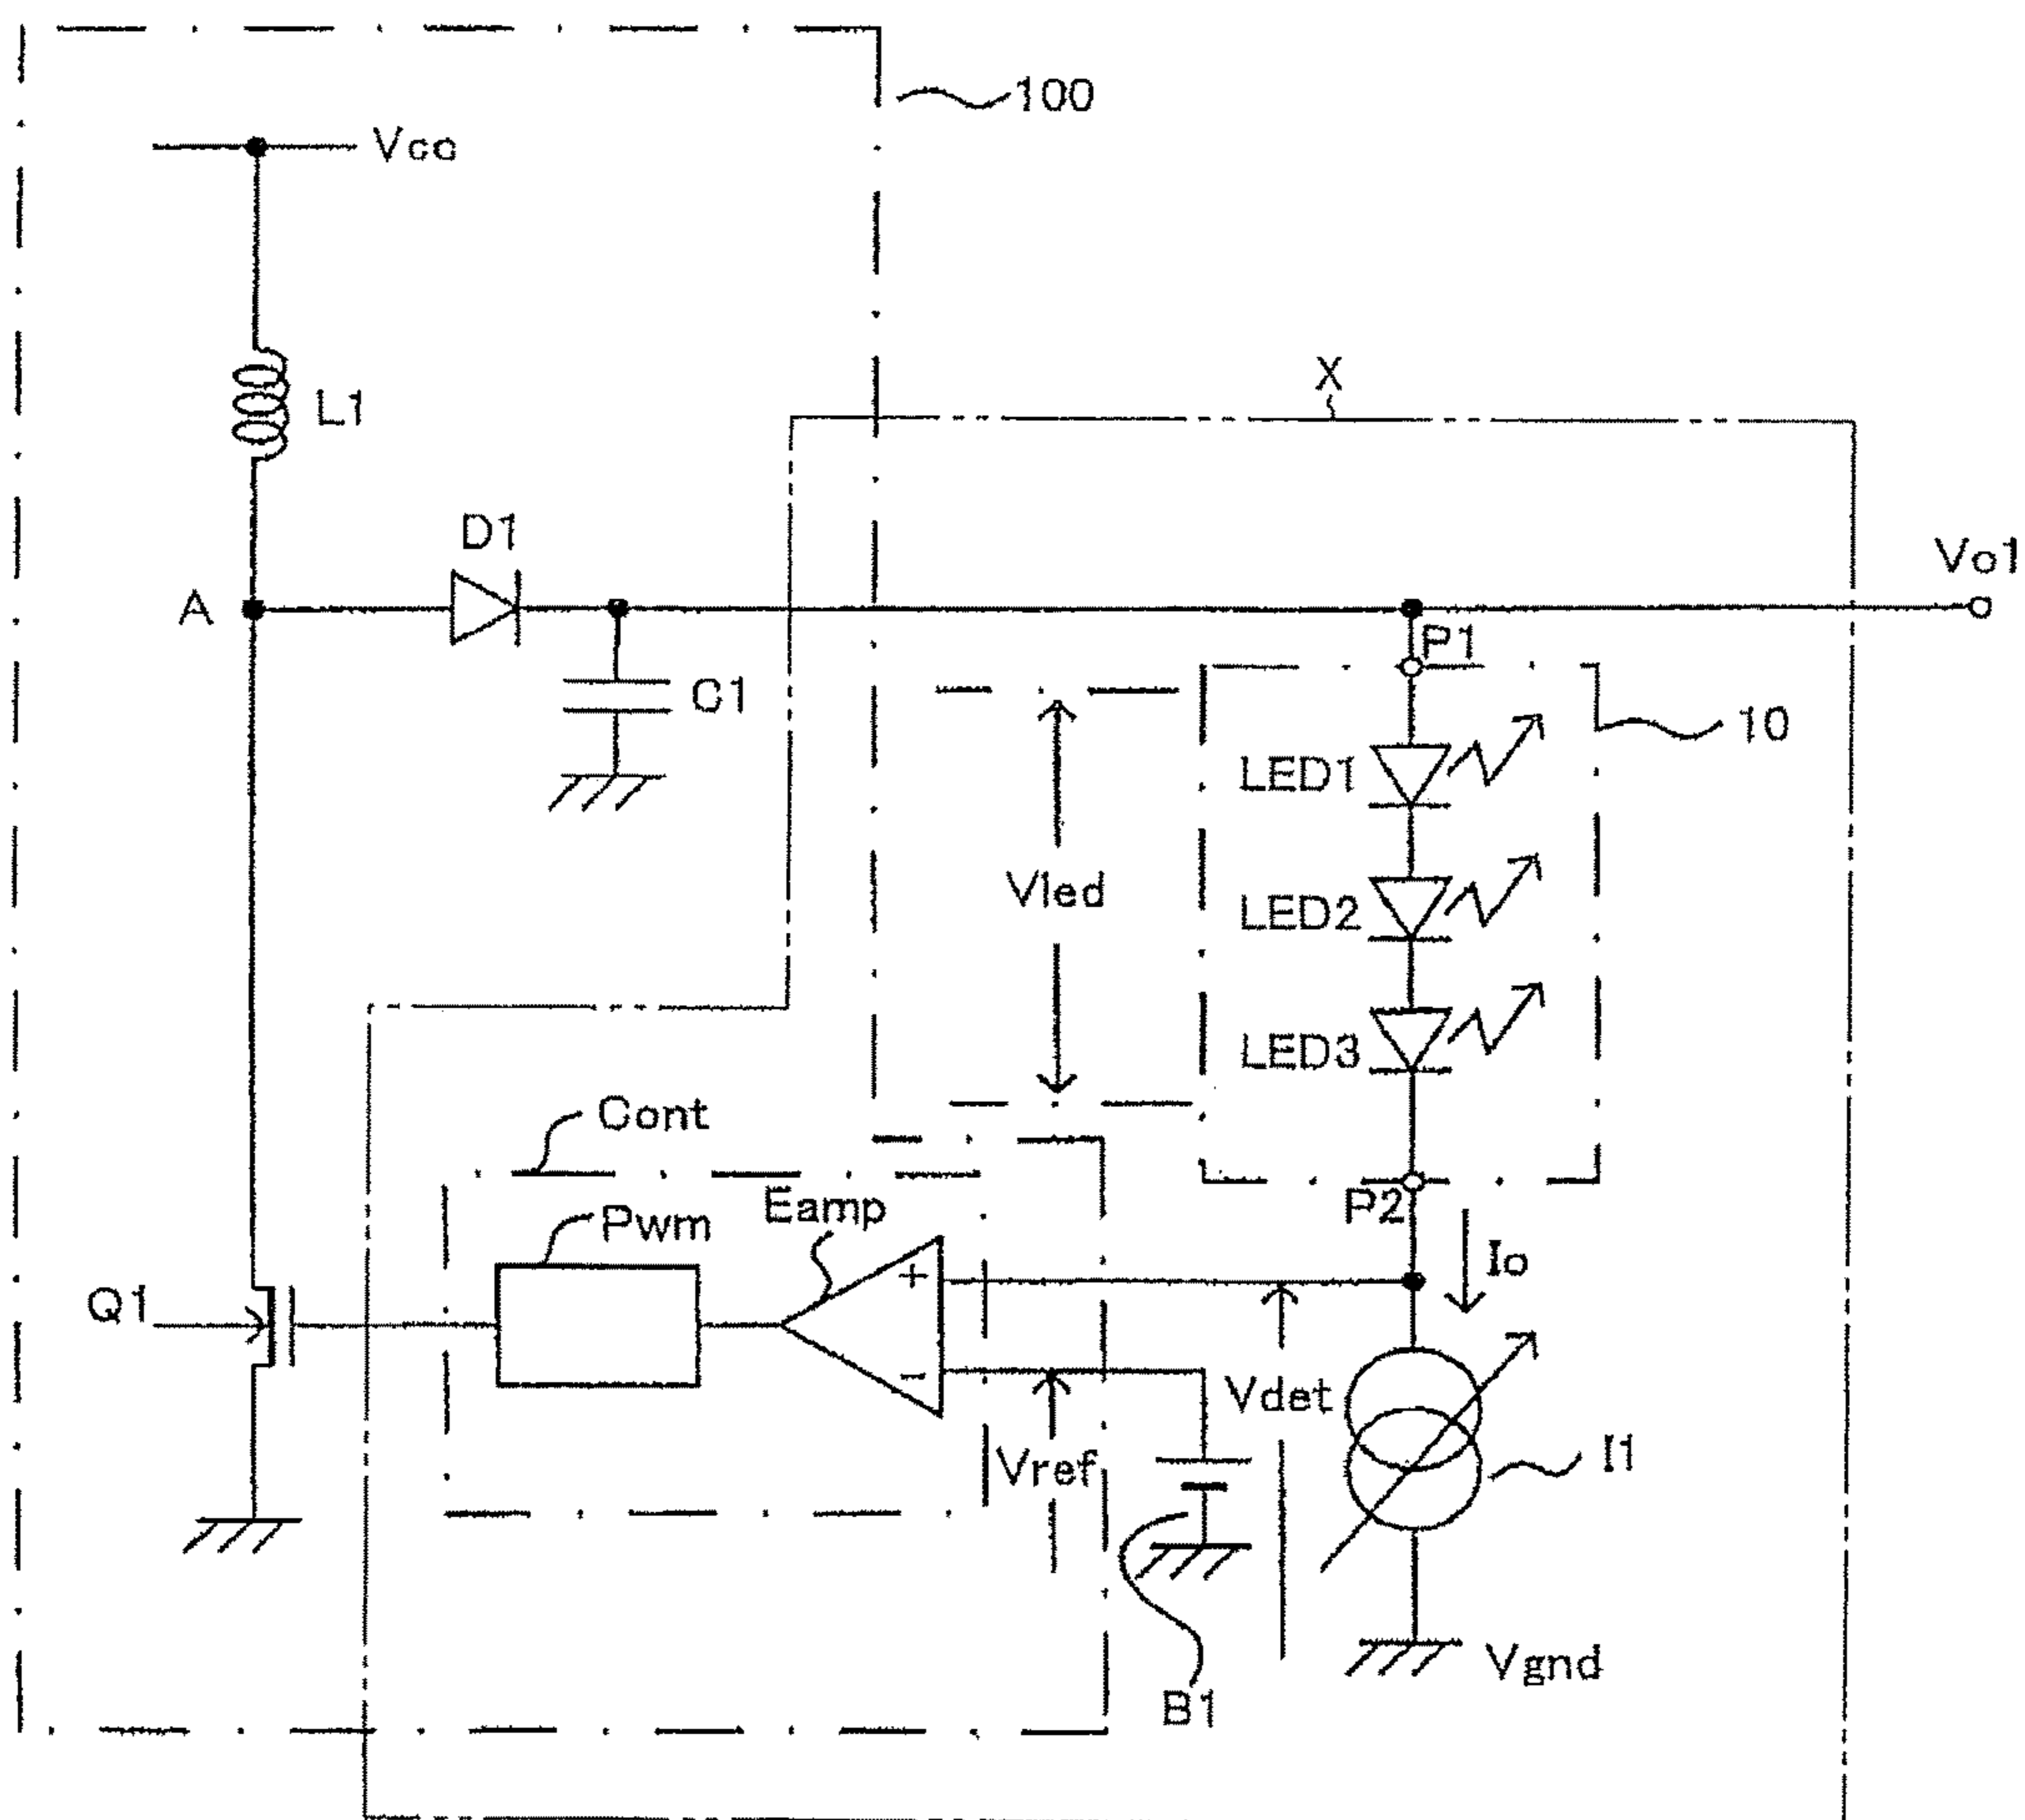 100
Vcc
X
L1
D1
Vo1
A
P1
C1
10
LED1
Vled
LED2
LED3
Cont
Eamp
Pwm
P2
Io
+
Q1
−
Vdet
Vref
I1
Vgnd
B1